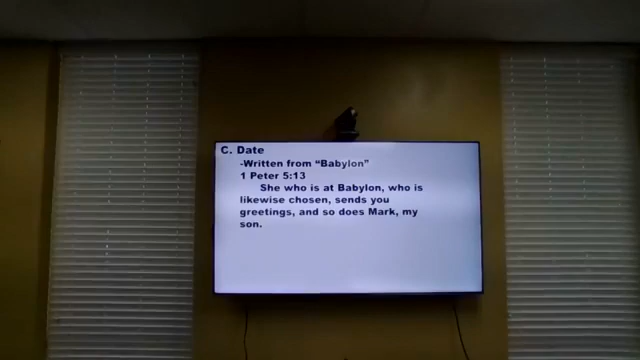 C. Date
-Written from “Babylon”
1 Peter 5:13
She who is at Babylon, who is
likewise chosen, sends you
greetings, and so does Mark, my
son.